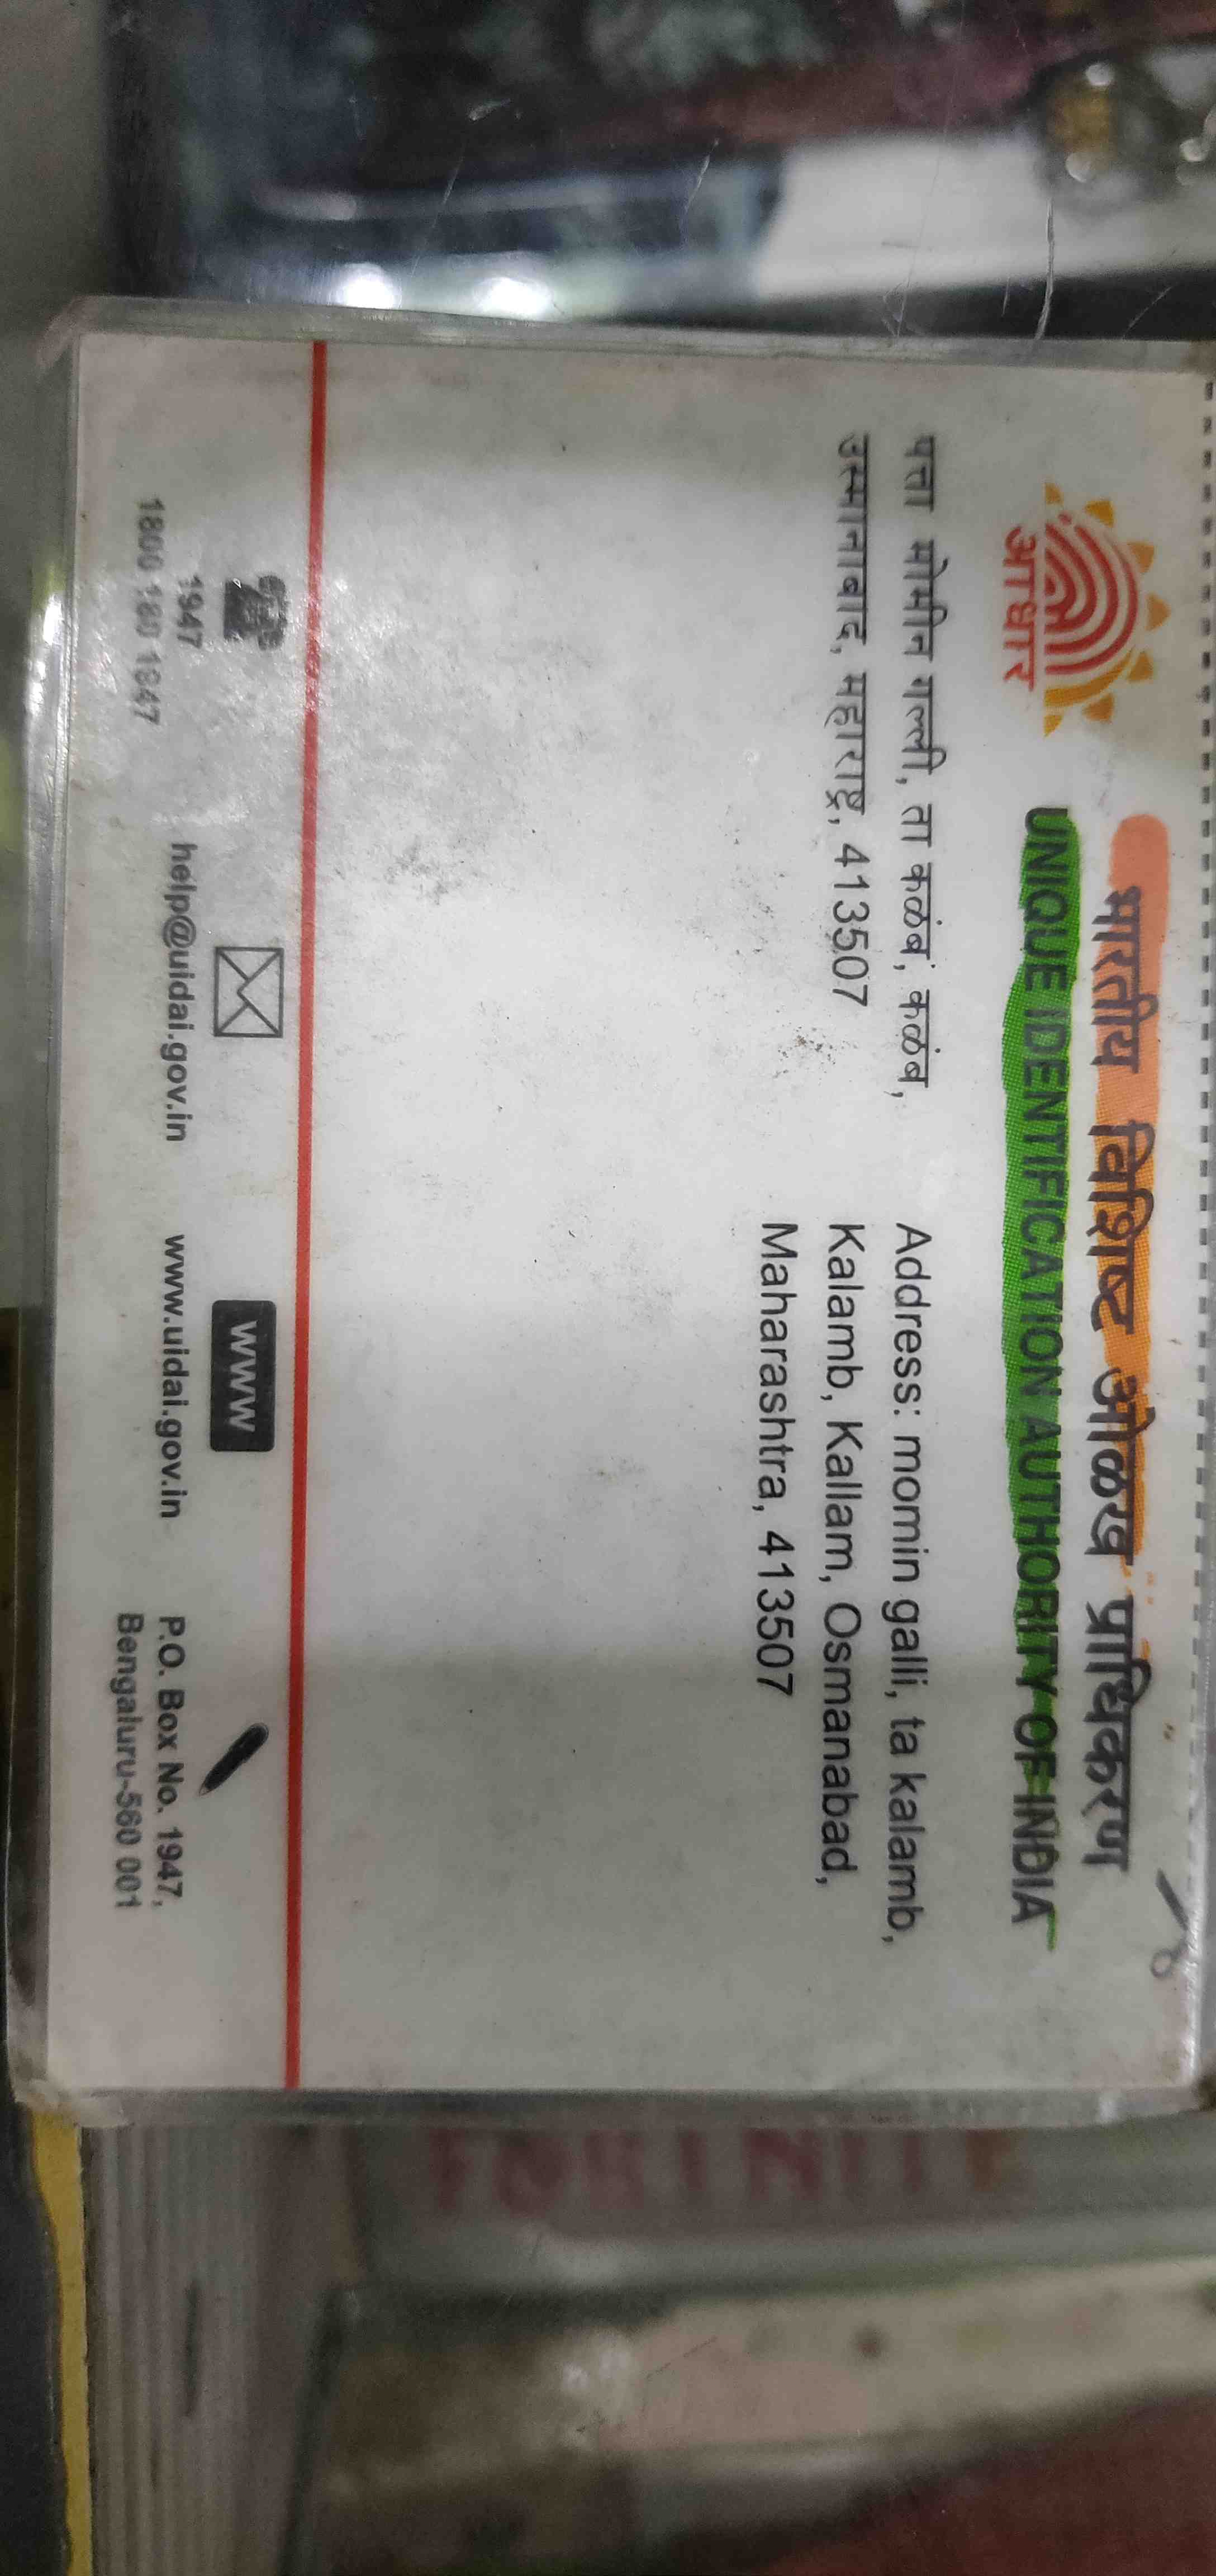 भारतीय विशिष्ट ओळख प्राधिकरण
UNIQUE IDENTIFICATION AUTHORITY OF INDIA
आधार
पत्ता मोमीन गल्ली, ता कळंब, कळंब,
उस्मानाबाद, महाराष्ट्र, 413507
Address: momin galli, ta kalamb,
Kalamb, Kallam, Osmanabad,
Maharashtra, 413507
1947
1800 180 1947
help@uidai.gov.in
www
www.uidai.gov.in
P.O. Box No. 1947,
Bengaluru-560 001